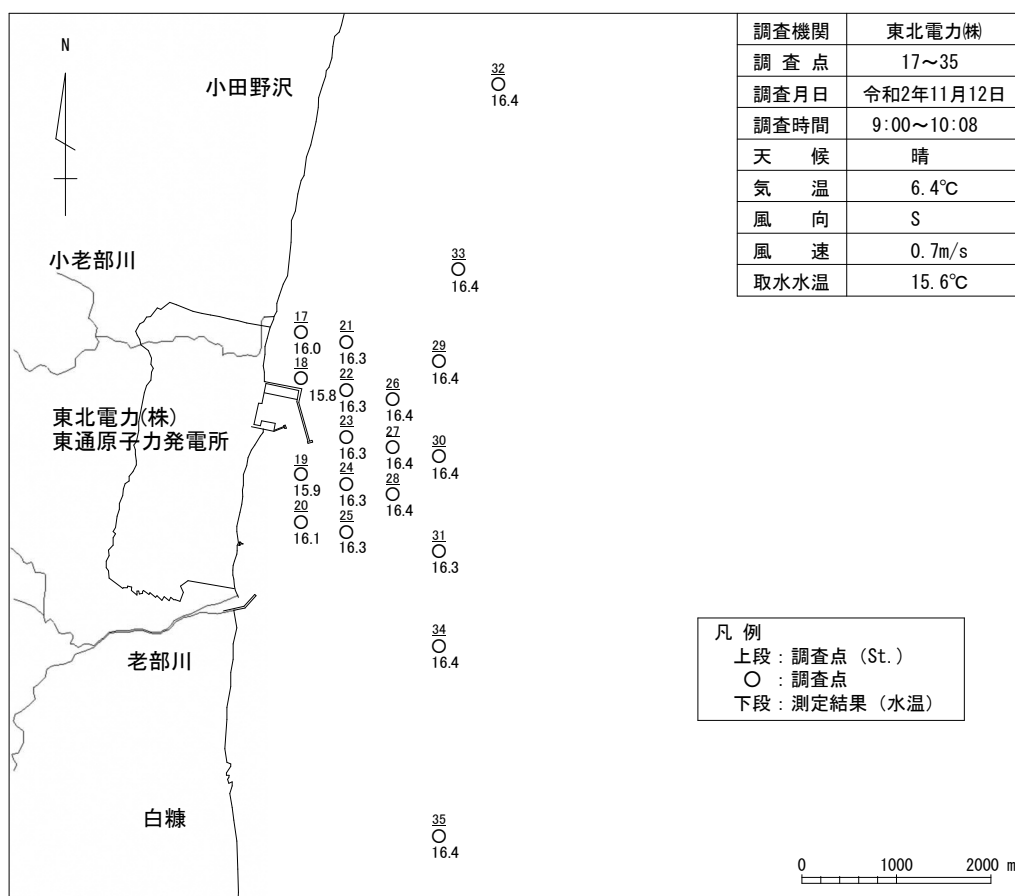 N
小田野沢
小老部川
東北電力(株)
東通原子力発電所
老部川
白糠
32
16.4
33
16.4
17
16.0
21
16.3
29
16.4
18
15.8
22
16.3
26
16.4
23
16.3
27
16.4
30
16.4
19
15.9
24
16.3
28
16.4
20
16.1
25
16.3
31
16.3
34
16.4
35
16.4
調査機関 東北電力㈱
調査点 17～35
調査月日 令和2年11月12日
調査時間 9:00～10:08
天候 晴
気温 6.4℃
風向 S
風速 0.7m/s
取水水温 15.6℃
凡 例
上段：調査点（St.）
○ ：調査点
下段：測定結果（水温）
0 1000 2000 m